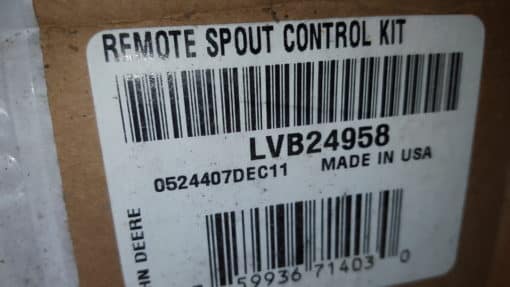 REMOTE SPOUT CONTROL KIT
LVB24958
0524407DEC11 MADE IN USA
HN DEERE
59936 71403 0